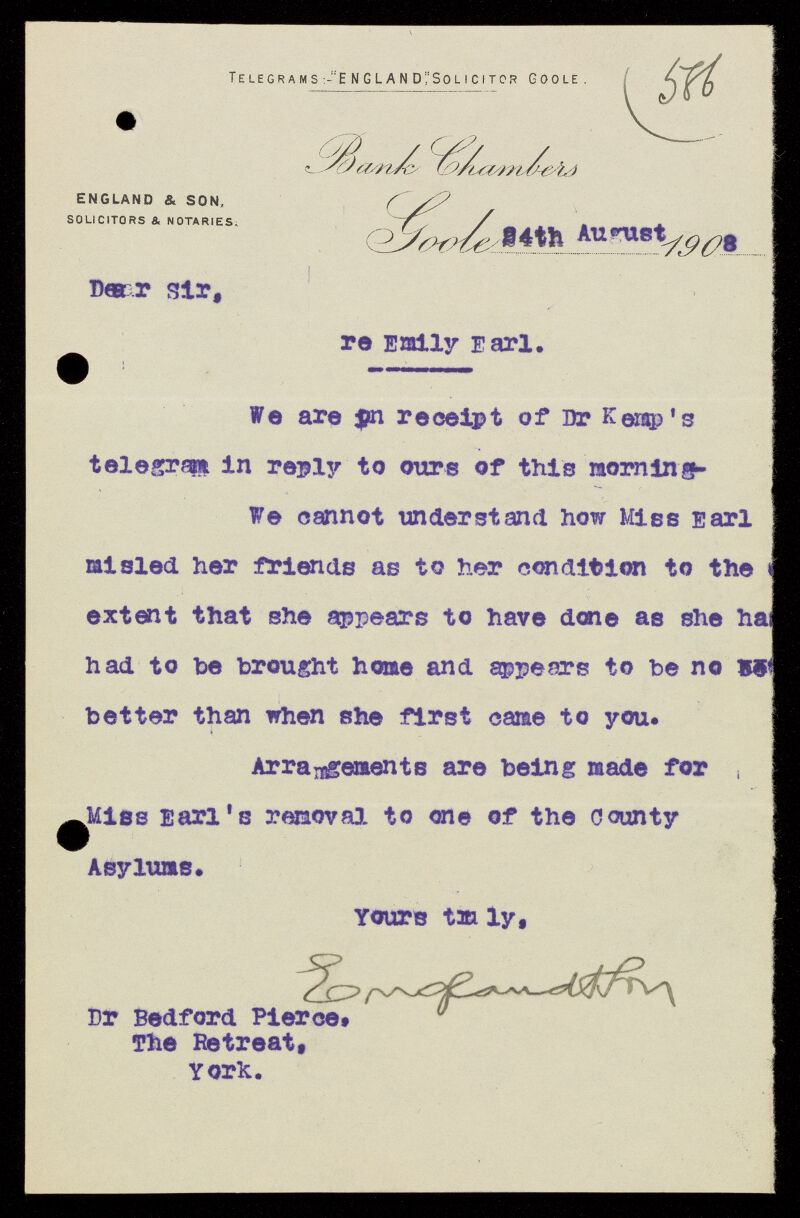 TELEGRAMS:-"ENGLAND", SOLICITOR GOOLE.
586
Bank Chambers
ENGLAND & SON,
SOLICITORS & NOTARIES.
Goole 24th August 1908
Dear Sir,
re Emily Earl.
We are in receipt of Dr Kemp's
telegram in reply to ours of this morning-
We cannot understand how Miss Earl
misled her friends as to her condition to the
extent that she appears to have done as she has
had to be brought home and appears to be no
better than when she first came to you.
Arrangements are being made for
Miss Earl's removal to one of the County
Asylums.
Yours truly,
England & Son
Dr Bedford Pierce,
The Retreat,
York.